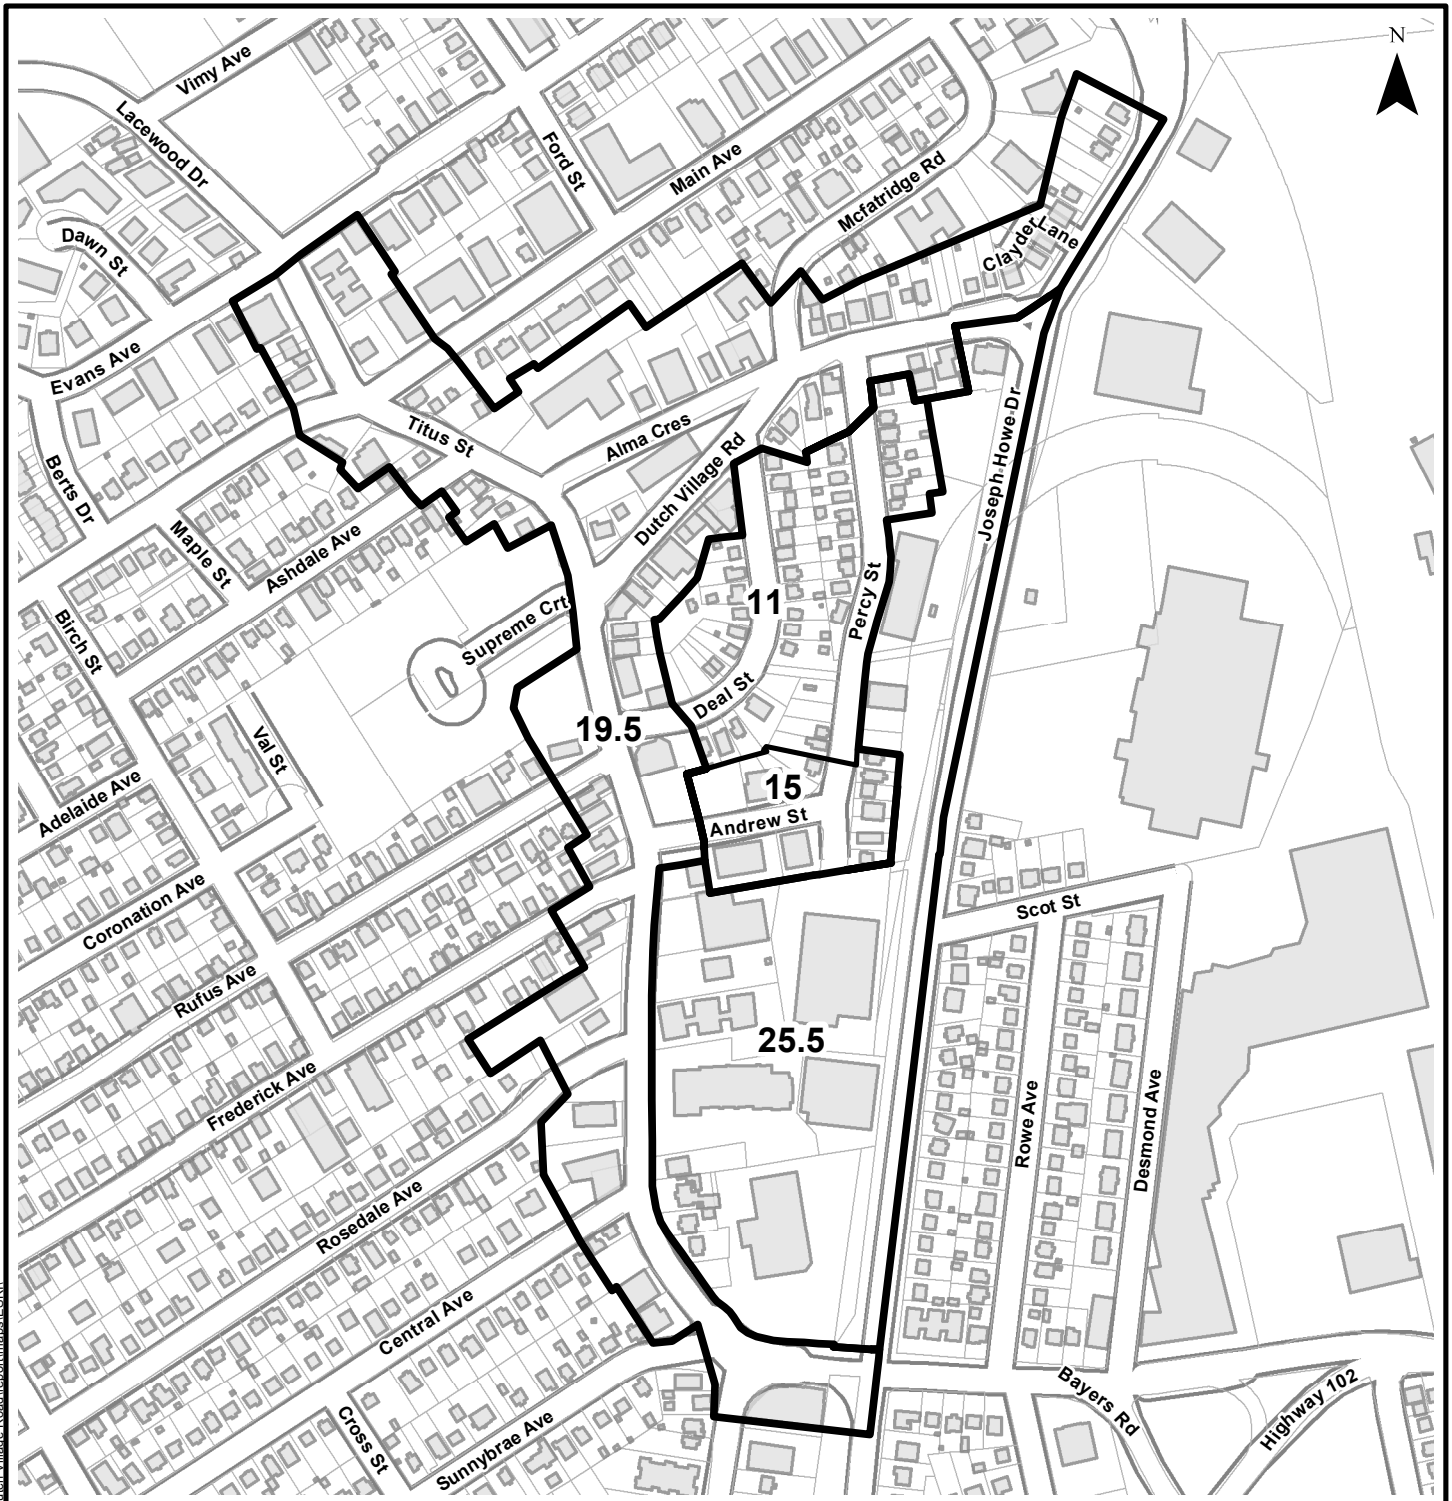 N
Vimy Ave
Lacewood Dr
Ford St
Main Ave
Mcfatridge Rd
Dawn St
Clayden
Lane
Evans Ave
Titus St
Alma Cres
Joseph Howe Dr
Berts Dr
Dutch Village Rd
Maple St
Ashdale Ave
11
Percy St
Birch St
Supreme Crt
Deal St
19.5
Val St
15
Adelaide Ave
Andrew St
Coronation Ave
Scot St
Rufus Ave
25.5
Frederick Ave
Rowe Ave
Desmond Ave
Rosedale Ave
Central Ave
Bayers Rd
Highway 102
Cross St
Sunnybrae Ave